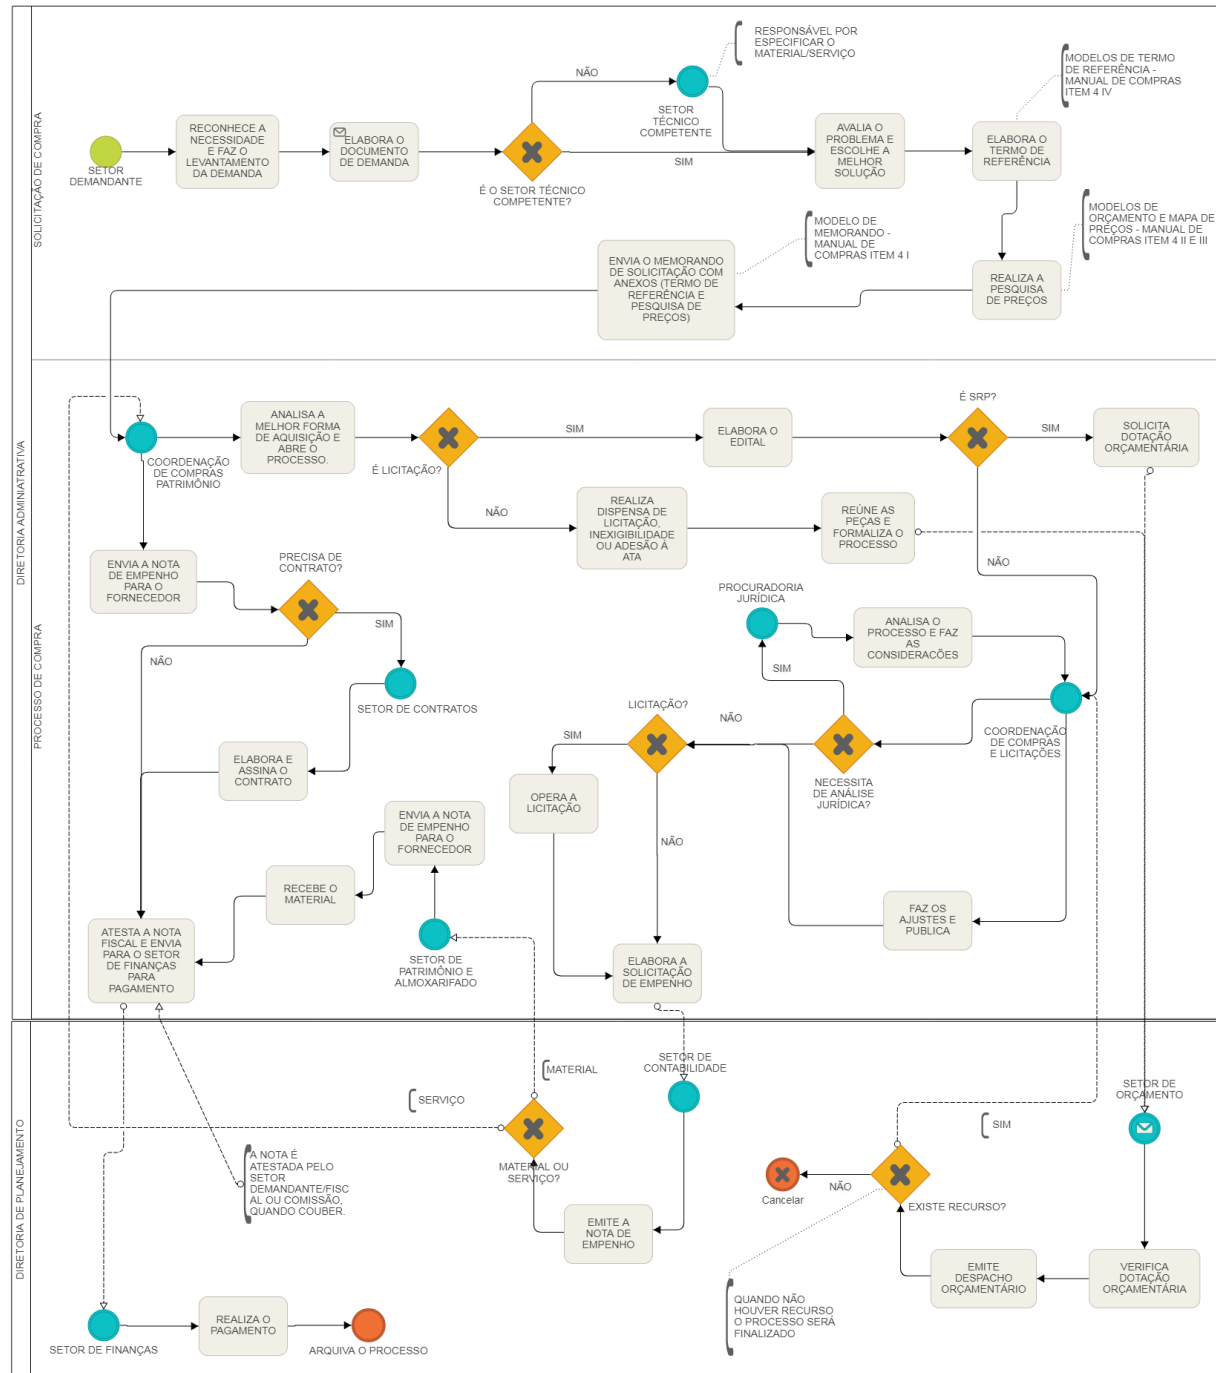 DIRETORIA ADMINIATRATIVA
SOLICITAÇÃO DE COMPRA
RESPONSÁVEL POR
ESPECIFICAR O
MATERIAL/SERVIÇO
MODELOS DE TERMO
DE REFERÊNCIA -
MANUAL DE COMPRAS
ITEM 4 IV
NÃO
SETOR
DEMANDANTE
RECONHECE A
NECESSIDADE
E FAZ O
LEVANTAMENTO
DA DEMANDA
ELABORA O
DOCUMENTO
DE DEMANDA
É O SETOR TÉCNICO
COMPETENTE?
SETOR
TÉCNICO
COMPETENTE
SIM
AVALIA O
PROBLEMA E
ESCOLHE A
MELHOR
SOLUÇÃO
ELABORA O
TERMO DE
REFERÊNCIA
MODELOS DE
ORÇAMENTO E MAPA DE
PREÇOS - MANUAL DE
COMPRAS ITEM 4 II E III
MODELO DE
MEMORANDO -
MANUAL DE
COMPRAS ITEM 4 I
ENVIA O MEMORANDO
DE SOLICITAÇÃO COM
ANEXOS (TERMO DE
REFERÊNCIA E
PESQUISA DE
PREÇOS)
REALIZA A
PESQUISA
DE PREÇOS
PROCESSO DE COMPRA
COORDENAÇÃO
DE COMPRAS
PATRIMÔNIO
ANALISA A
MELHOR FORMA
DE AQUISIÇÃO E
ABRE O
PROCESSO.
É LICITAÇÃO?
SIM
ELABORA O
EDITAL
É SRP?
SIM
SOLICITA
DOTAÇÃO
ORÇAMENTÁRIA
NÃO
REALIZA
DISPENSA DE
LICITAÇÃO,
INEXIGIBILIDADE
OU ADESÃO À
ATA
REÚNE AS
PEÇAS E
FORMALIZA O
PROCESSO
NÃO
ENVIA A NOTA
DE EMPENHO
PARA O
FORNECEDOR
PRECISA DE
CONTRATO?
SIM
NÃO
SETOR DE CONTRATOS
PROCURADORIA
JURÍDICA
ANALISA O
PROCESSO E FAZ
AS
CONSIDERACÕES
SIM
LICITAÇÃO?
NÃO
SIM
NECESSITA
DE ANÁLISE
JURÍDICA?
COORDENAÇÃO
DE COMPRAS
E LICITAÇÕES
ELABORA E
ASSINA O
CONTRATO
OPERA A
LICITAÇÃO
NÃO
ENVIA A NOTA
DE EMPENHO
PARA O
FORNECEDOR
RECEBE O
MATERIAL
FAZ OS
AJUSTES E
PUBLICA
ATESTA A NOTA
FISCAL E ENVIA
PARA O SETOR
DE FINANÇAS
PARA
PAGAMENTO
SETOR DE
PATRIMÔNIO E
ALMOXARIFADO
ELABORA A
SOLICITAÇÃO
DE EMPENHO
DIRETORIA DE PLANEJAMENTO
MATERIAL
SERVIÇO
SETOR DE
CONTABILIDADE
SETOR DE
ORÇAMENTO
SIM
MATERIAL OU
SERVIÇO?
A NOTA É
ATESTADA PELO
SETOR
DEMANDANTE/FISC
AL OU COMISSÃO,
QUANDO COUBER.
EMITE A
NOTA DE
EMPENHO
Cancelar
NÃO
EXISTE RECURSO?
EMITE
DESPACHO
ORÇAMENTÁRIO
VERIFICA
DOTAÇÃO
ORÇAMENTÁRIA
QUANDO NÃO
HOUVER RECURSO
O PROCESSO SERÁ
FINALIZADO
SETOR DE FINANÇAS
REALIZA O
PAGAMENTO
ARQUIVA O PROCESSO